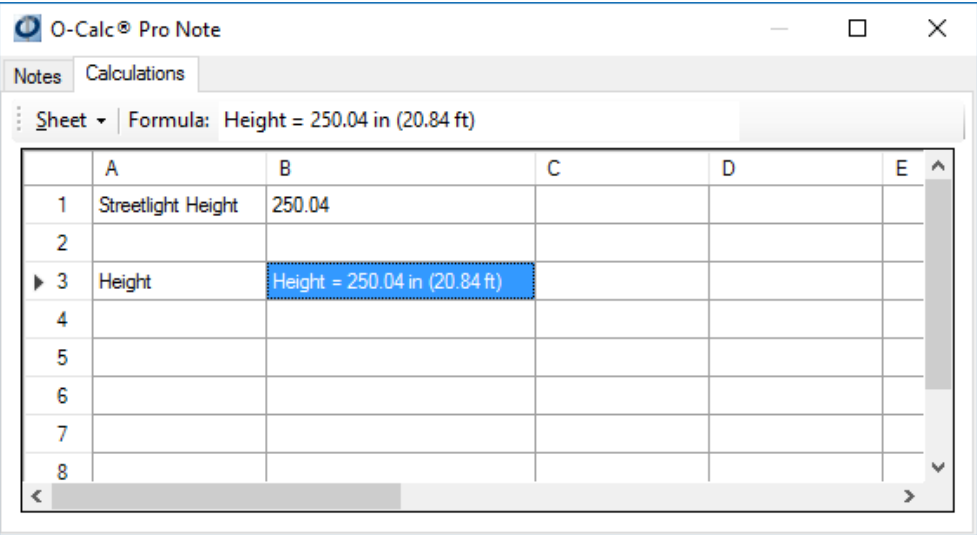 O-Calc® Pro Note
Notes Calculations
Sheet Formula: Height = 250.04 in (20.84 ft)
A B C D E
1 Streetlight Height 250.04
2
3 Height Height = 250.04 in (20.84 ft)
4
5
6
7
8